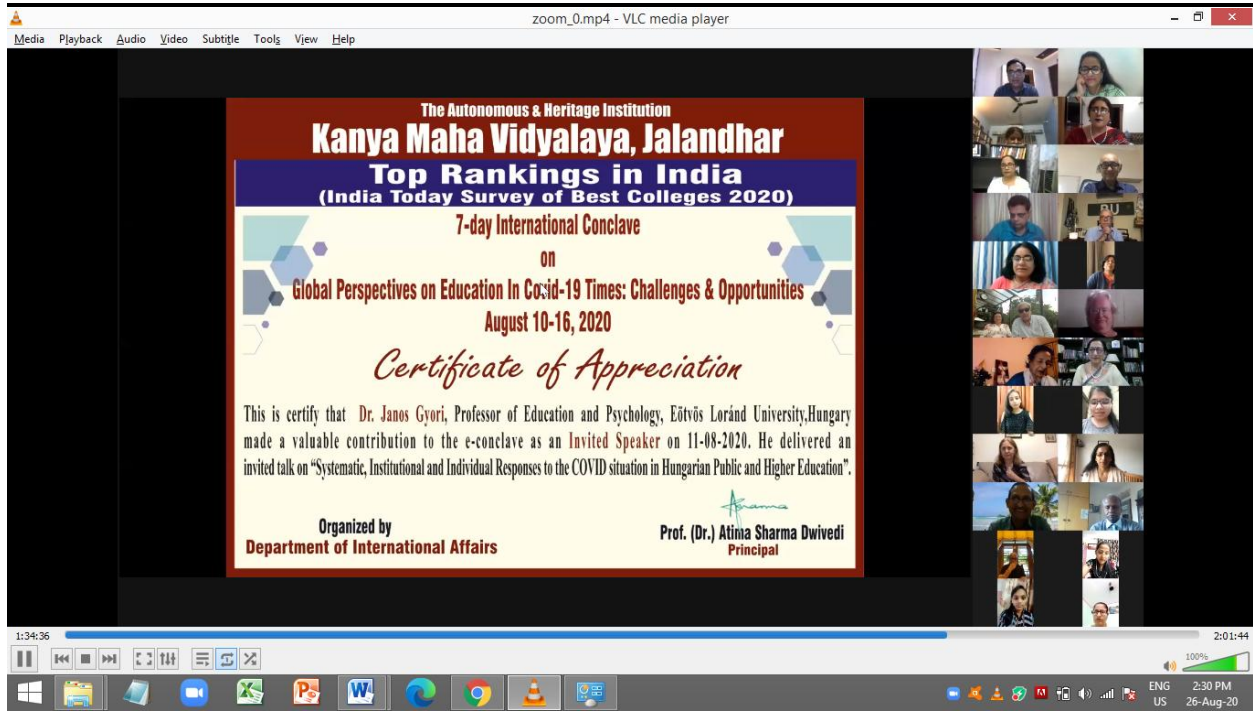 zoom_0.mp4 - VLC media player
Media Playback Audio Video Subtitle Tools View Help
The Autonomous & Heritage Institution
Kanya Maha Vidyalaya, Jalandhar
Top Rankings in India
(India Today Survey of Best Colleges 2020)
7-day International Conclave
on
Global Perspectives on Education In Covid-19 Times: Challenges & Opportunities
August 10-16, 2020
Certificate of Appreciation
This is certify that Dr. Janos Gyori, Professor of Education and Psychology, Eötvös Loránd University,Hungary
made a valuable contribution to the e-conclave as an Invited Speaker on 11-08-2020. He delivered an
invited talk on “Systematic, Institutional and Individual Responses to the COVID situation in Hungarian Public and Higher Education”.
Organized by
Department of International Affairs
Prof. (Dr.) Atima Sharma Dwivedi
Principal
1:34:36
2:01:44
100%
ENG
US
2:30 PM
26-Aug-20